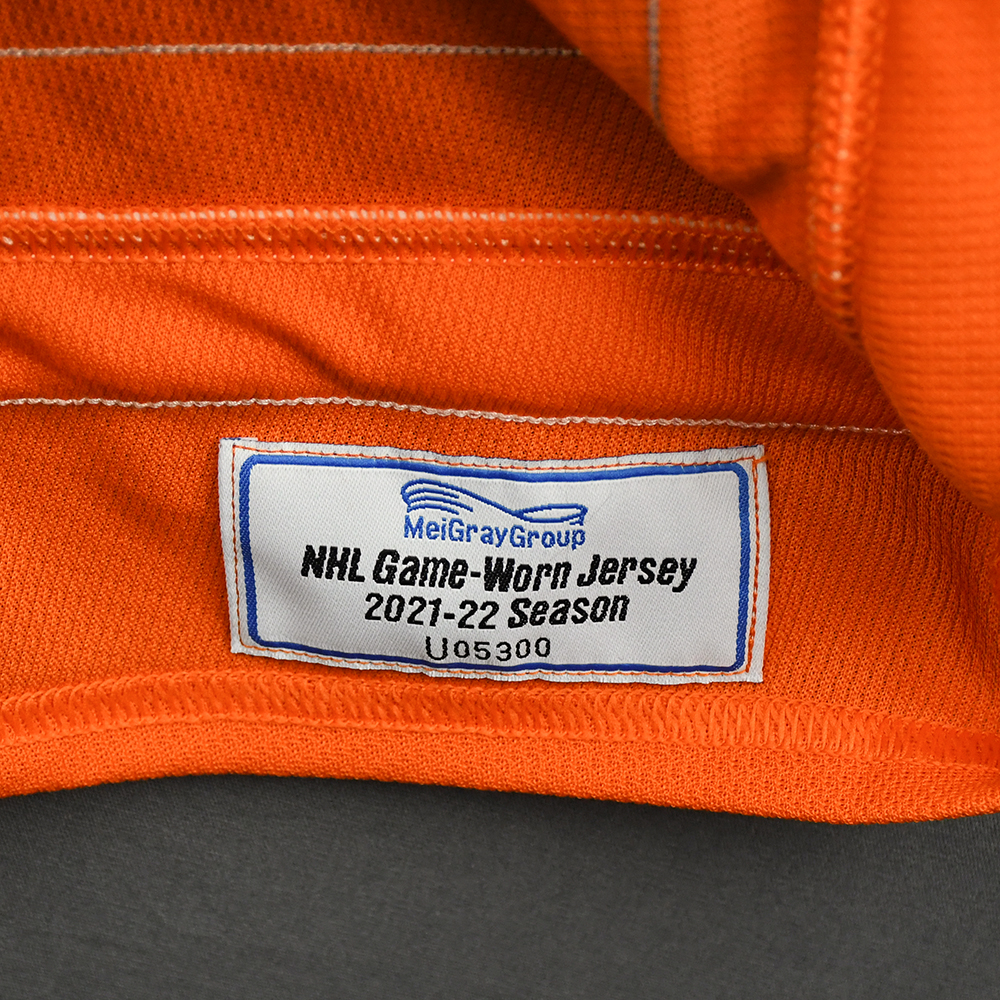 MeiGrayGroup
NHL Game-Worn Jersey
2021-22 Season
U05300